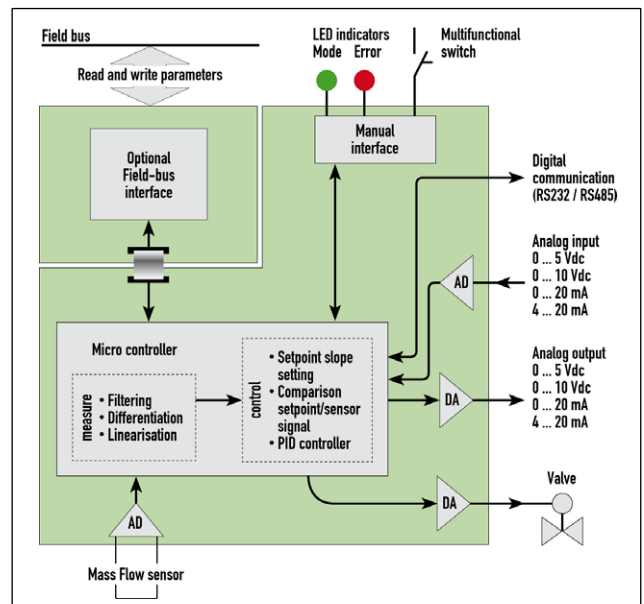 Field bus
Read and write parameters
LED indicators
Mode Error
Multifunctional
switch
Manual
interface
Optional
Field-bus
interface
Digital
communication
(RS232 / RS485)
Analog input
0 ... 5 Vdc
0 ... 10 Vdc
0 ... 20 mA
4 ... 20 mA
AD
Micro controller
measure
• Filtering
• Differentiation
• Linearisation
control
• Setpoint slope
setting
• Comparison
setpoint/sensor
signal
• PID controller
Analog output
0 ... 5 Vdc
0 ... 10 Vdc
0 ... 20 mA
4 ... 20 mA
DA
DA
Valve
AD
Mass Flow sensor